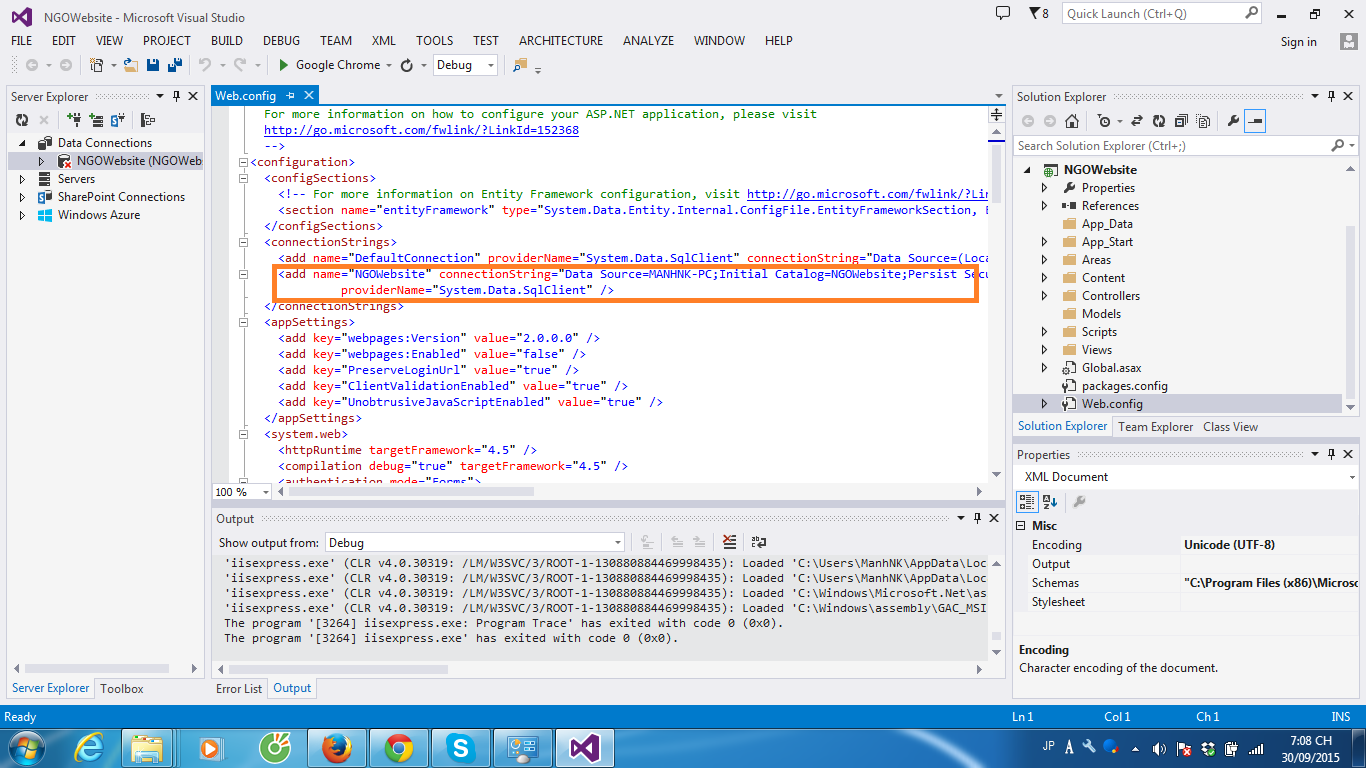 NGOWebsite - Microsoft Visual Studio
8
Quick Launch (Ctrl+Q)
FILE EDIT VIEW PROJECT BUILD DEBUG TEAM XML TOOLS TEST ARCHITECTURE ANALYZE WINDOW HELP
Sign in
Google Chrome
Debug
Server Explorer
Data Connections
NGOWebsite (NGOWeb
Servers
SharePoint Connections
Windows Azure
Server Explorer
Toolbox
Web.config
For more information on how to configure your ASP.NET application, please visit
http://go.microsoft.com/fwlink/?LinkId=152368
-->
<configuration>
<configSections>
<!-- For more information on Entity Framework configuration, visit http://go.microsoft.com/fwlink/?Lin
<section name="entityFramework" type="System.Data.Entity.Internal.ConfigFile.EntityFrameworkSection, E
</configSections>
<connectionStrings>
<add name="DefaultConnection" providerName="System.Data.SqlClient" connectionString="Data Source=(Loca
<add name="NGOWebsite" connectionString="Data Source=MANHNK-PC;Initial Catalog=NGOWebsite;Persist Secu
providerName="System.Data.SqlClient" />
</connectionStrings>
<appSettings>
<add key="webpages:Version" value="2.0.0.0" />
<add key="webpages:Enabled" value="false" />
<add key="PreserveLoginUrl" value="true" />
<add key="ClientValidationEnabled" value="true" />
<add key="UnobtrusiveJavaScriptEnabled" value="true" />
</appSettings>
<system.web>
<httpRuntime targetFramework="4.5" />
<compilation debug="true" targetFramework="4.5" />
<authentication mode="Forms">
100 %
Output
Show output from: Debug
'iisexpress.exe' (CLR v4.0.30319: /LM/W3SVC/3/ROOT-1-130880884469998435): Loaded 'C:\Users\ManhNK\AppData\Loc
'iisexpress.exe' (CLR v4.0.30319: /LM/W3SVC/3/ROOT-1-130880884469998435): Loaded 'C:\Users\ManhNK\AppData\Loc
'iisexpress.exe' (CLR v4.0.30319: /LM/W3SVC/3/ROOT-1-130880884469998435): Loaded 'C:\Windows\Microsoft.Net\as
'iisexpress.exe' (CLR v4.0.30319: /LM/W3SVC/3/ROOT-1-130880884469998435): Loaded 'C:\Windows\assembly\GAC_MSI
The program '[3264] iisexpress.exe: Program Trace' has exited with code 0 (0x0).
The program '[3264] iisexpress.exe' has exited with code 0 (0x0).
Error List
Output
Solution Explorer
Search Solution Explorer (Ctrl+;)
NGOWebsite
Properties
References
App_Data
App_Start
Areas
Content
Controllers
Models
Scripts
Views
Global.asax
packages.config
Web.config
Solution Explorer Team Explorer Class View
Properties
XML Document
Misc
Encoding Unicode (UTF-8)
Output
Schemas "C:\Program Files (x86)\Microso
Stylesheet
Encoding
Character encoding of the document.
Ready
Ln 1 Col 1 Ch 1 INS
JP
7:08 CH
30/09/2015